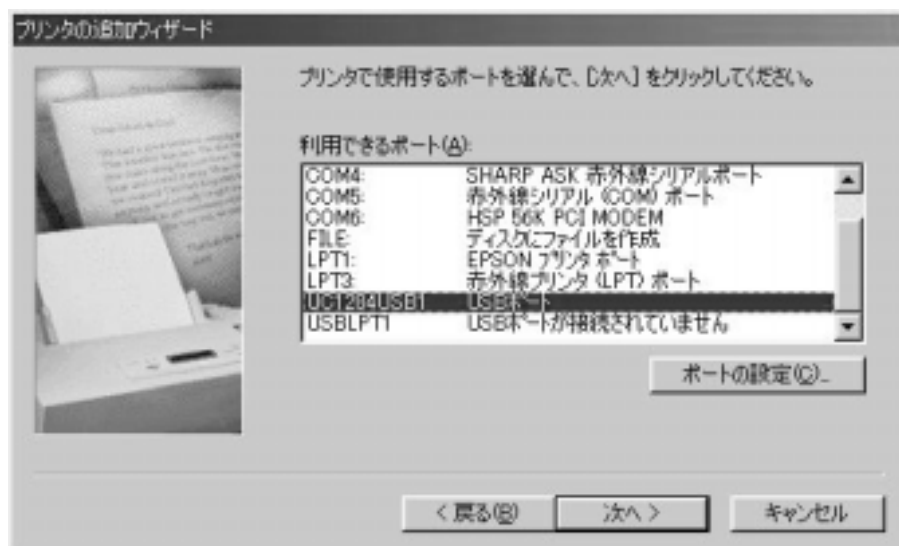 プリンタの追加ウィザード
プリンタで使用するポートを選んで、[次へ] をクリックしてください。
利用できるポート(A):
COM4: SHARP ASK 赤外線シリアルポート
COM5: 赤外線シリアル (COM) ポート
COM6: HSP 56K PCI MODEM
FILE: ディスクにファイルを作成
LPT1: EPSON プリンタ ポート
LPT3: 赤外線プリンタ (LPT) ポート
UC1284USB1 USBポート
USBLPT1 USBポートが接続されていません
ポートの設定(C)...
< 戻る(B)
次へ >
キャンセル